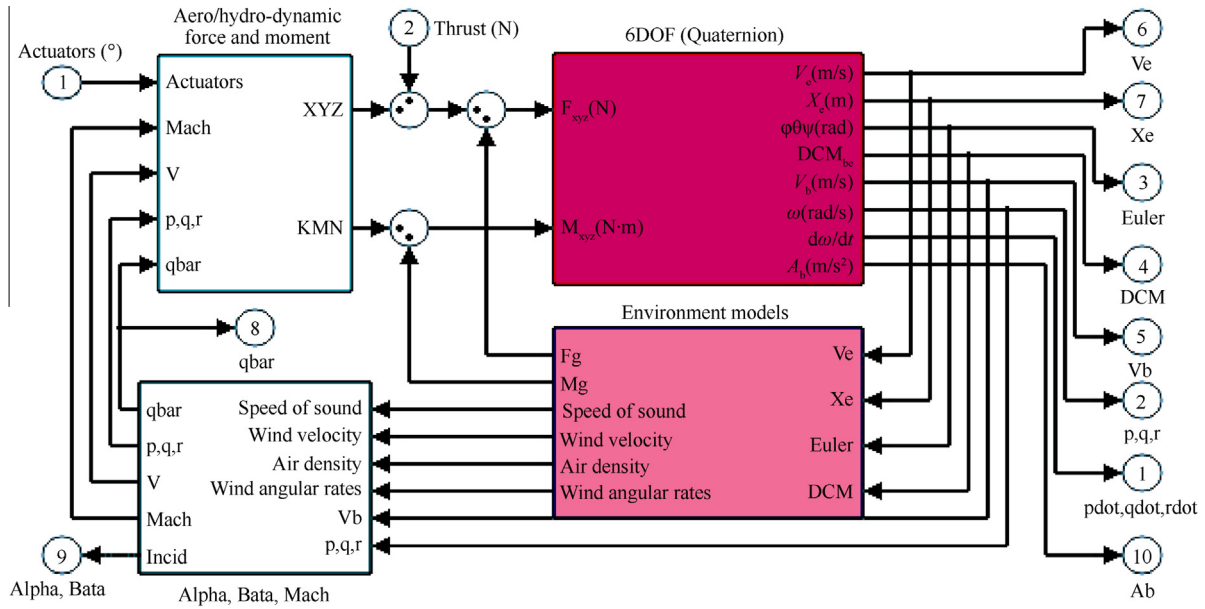 Aero/hydro-dynamic
force and moment
Actuators (°)
1
Actuators
Mach
V
p,q,r
qbar
XYZ
KMN
2
Thrust (N)
6DOF (Quaternion)
Fxyz(N)
Mxyz(N·m)
Ve(m/s)
Xe(m)
φθψ(rad)
DCMbe
Vb(m/s)
ω(rad/s)
dω/dt
Ab(m/s²)
6
Ve
7
Xe
3
Euler
4
DCM
5
Vb
2
p,q,r
1
pdot,qdot,rdot
10
Ab
8
qbar
Environment models
Fg
Mg
Speed of sound
Wind velocity
Air density
Wind angular rates
Ve
Xe
Euler
DCM
qbar
p,q,r
V
Mach
Incid
Speed of sound
Wind velocity
Air density
Wind angular rates
Vb
p,q,r
9
Alpha, Bata
Alpha, Bata, Mach